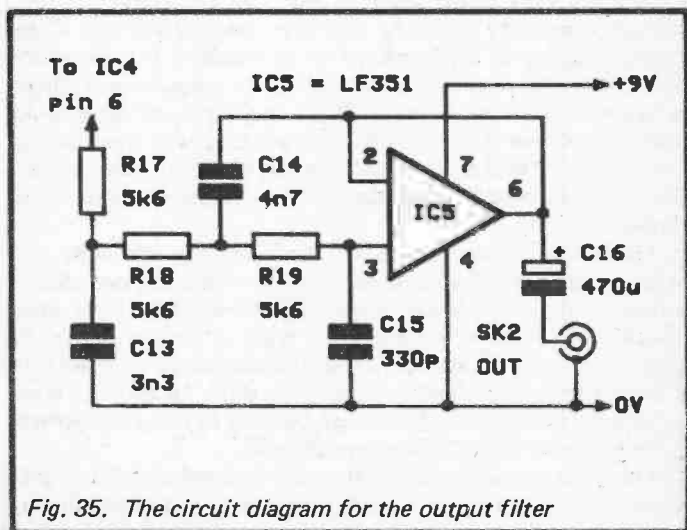 To IC4
pin 6
IC5 = LF351
+9V
R17
5k6
C14
4n7
2
7
6
IC5
3
4
+
C16
470u
R18
5k6
R19
5k6
C13
3n3
C15
330p
SK2
OUT
0V
Fig. 35. The circuit diagram for the output filter